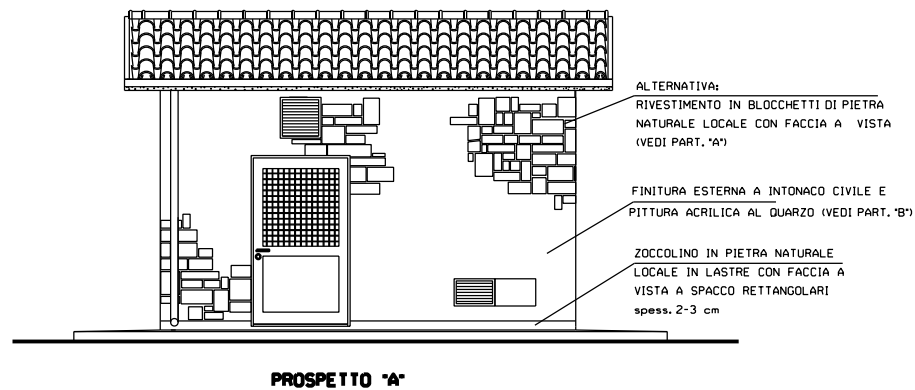 ALTERNATIVA:
RIVESTIMENTO IN BLOCCHETTI DI PIETRA
NATURALE LOCALE CON FACCIA A VISTA
(VEDI PART. "A")
FINITURA ESTERNA A INTONACO CIVILE E
PITTURA ACRILICA AL QUARZO (VEDI PART. "B")
ZOCCOLINO IN PIETRA NATURALE
LOCALE IN LASTRE CON FACCIA A
VISTA A SPACCO RETTANGOLARI
spess. 2-3 cm
PROSPETTO "A"